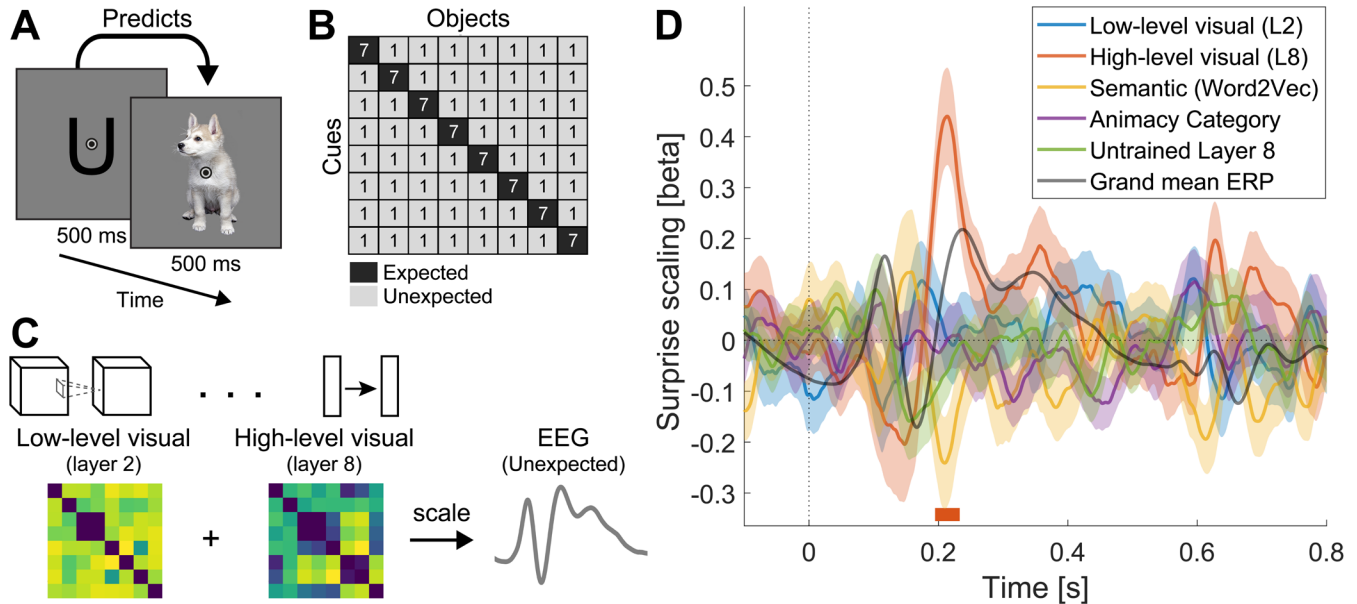 A
Predicts
U
500 ms
500 ms
Time
B
Objects
Cues
7 1 1 1 1 1 1 1
1 7 1 1 1 1 1 1
1 1 7 1 1 1 1 1
1 1 1 7 1 1 1 1
1 1 1 1 7 1 1 1
1 1 1 1 1 7 1 1
1 1 1 1 1 1 7 1
1 1 1 1 1 1 1 7
Expected
Unexpected
C
. . .
Low-level visual
(layer 2)
+
High-level visual
(layer 8)
scale
EEG
(Unexpected)
D
Low-level visual (L2)
High-level visual (L8)
Semantic (Word2Vec)
Animacy Category
Untrained Layer 8
Grand mean ERP
Surprise scaling [beta]
0.5
0.4
0.3
0.2
0.1
0
-0.1
-0.2
-0.3
0 0.2 0.4 0.6 0.8
Time [s]